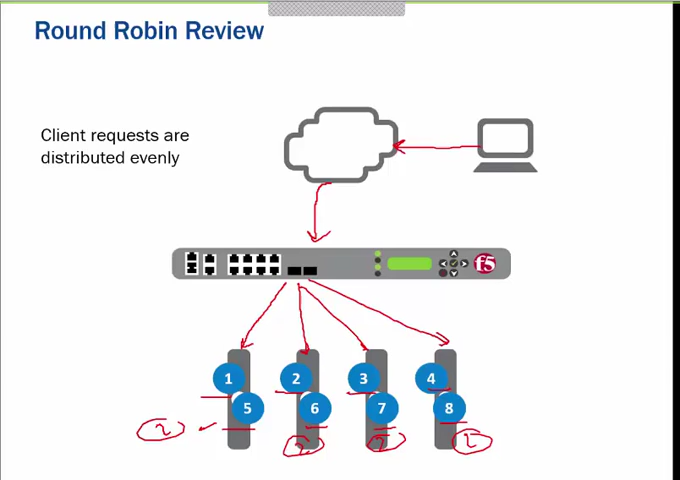 Round Robin Review
Client requests are
distributed evenly
f5
1 2 3 4
5 6 7 8
2 2 2 2